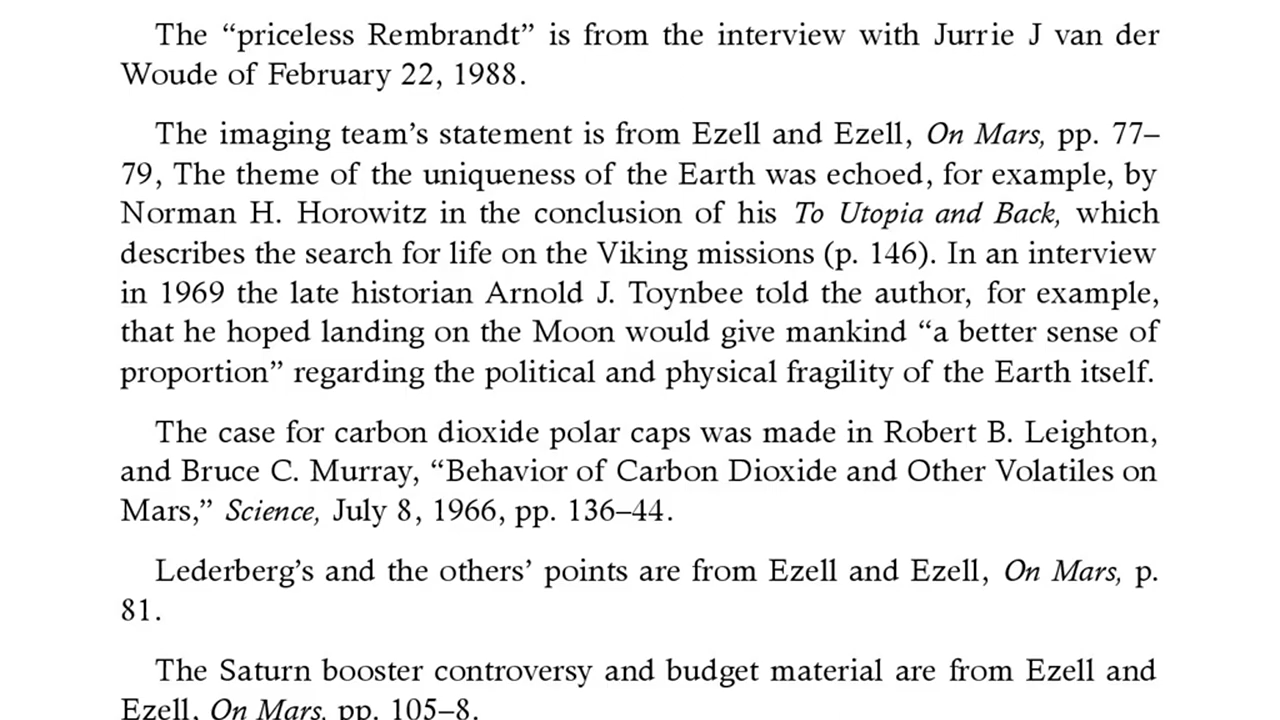 The “priceless Rembrandt” is from the interview with Jurrie J van der
Woude of February 22, 1988.
The imaging team’s statement is from Ezell and Ezell, On Mars, pp. 77–
79, The theme of the uniqueness of the Earth was echoed, for example, by
Norman H. Horowitz in the conclusion of his To Utopia and Back, which
describes the search for life on the Viking missions (p. 146). In an interview
in 1969 the late historian Arnold J. Toynbee told the author, for example,
that he hoped landing on the Moon would give mankind “a better sense of
proportion” regarding the political and physical fragility of the Earth itself.
The case for carbon dioxide polar caps was made in Robert B. Leighton,
and Bruce C. Murray, “Behavior of Carbon Dioxide and Other Volatiles on
Mars,” Science, July 8, 1966, pp. 136–44.
Lederberg’s and the others’ points are from Ezell and Ezell, On Mars, p.
81.
The Saturn booster controversy and budget material are from Ezell and
Ezell, On Mars, pp. 105–8.